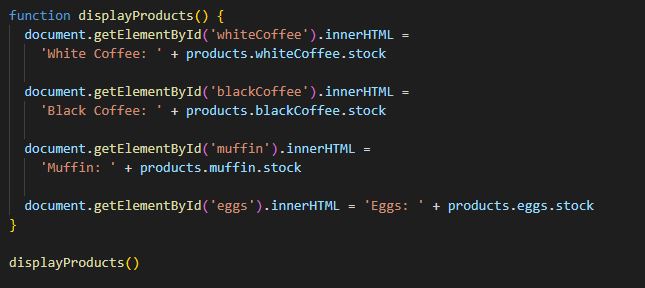 function displayProducts() {
document.getElementById('whiteCoffee').innerHTML =
'White Coffee: ' + products.whiteCoffee.stock
document.getElementById('blackCoffee').innerHTML =
'Black Coffee: ' + products.blackCoffee.stock
document.getElementById('muffin').innerHTML =
'Muffin: ' + products.muffin.stock
document.getElementById('eggs').innerHTML = 'Eggs: ' + products.eggs.stock
}
displayProducts()